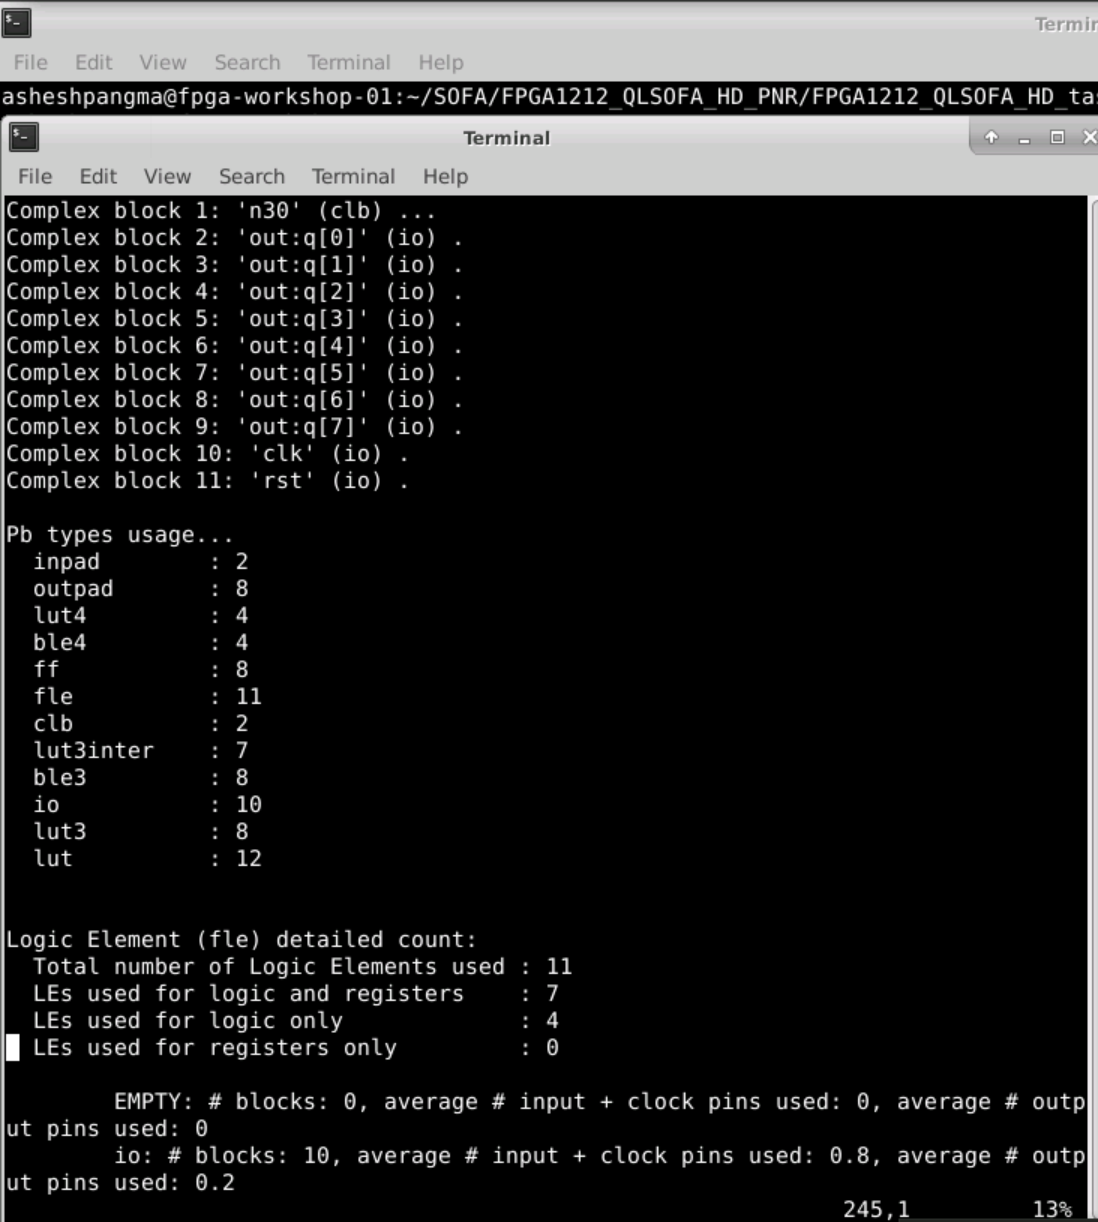 Termin
File Edit View Search Terminal Help
asheshpangma@fpga-workshop-01:~/SOFA/FPGA1212_QLSOFA_HD_PNR/FPGA1212_QLSOFA_HD_tas
Terminal
File Edit View Search Terminal Help
Complex block 1: 'n30' (clb) ...
Complex block 2: 'out:q[0]' (io) .
Complex block 3: 'out:q[1]' (io) .
Complex block 4: 'out:q[2]' (io) .
Complex block 5: 'out:q[3]' (io) .
Complex block 6: 'out:q[4]' (io) .
Complex block 7: 'out:q[5]' (io) .
Complex block 8: 'out:q[6]' (io) .
Complex block 9: 'out:q[7]' (io) .
Complex block 10: 'clk' (io) .
Complex block 11: 'rst' (io) .
Pb types usage...
inpad : 2
outpad : 8
lut4 : 4
ble4 : 4
ff : 8
fle : 11
clb : 2
lut3inter : 7
ble3 : 8
io : 10
lut3 : 8
lut : 12
Logic Element (fle) detailed count:
Total number of Logic Elements used : 11
LEs used for logic and registers : 7
LEs used for logic only : 4
LEs used for registers only : 0
EMPTY: # blocks: 0, average # input + clock pins used: 0, average # outp
ut pins used: 0
io: # blocks: 10, average # input + clock pins used: 0.8, average # outp
ut pins used: 0.2
245,1 13%